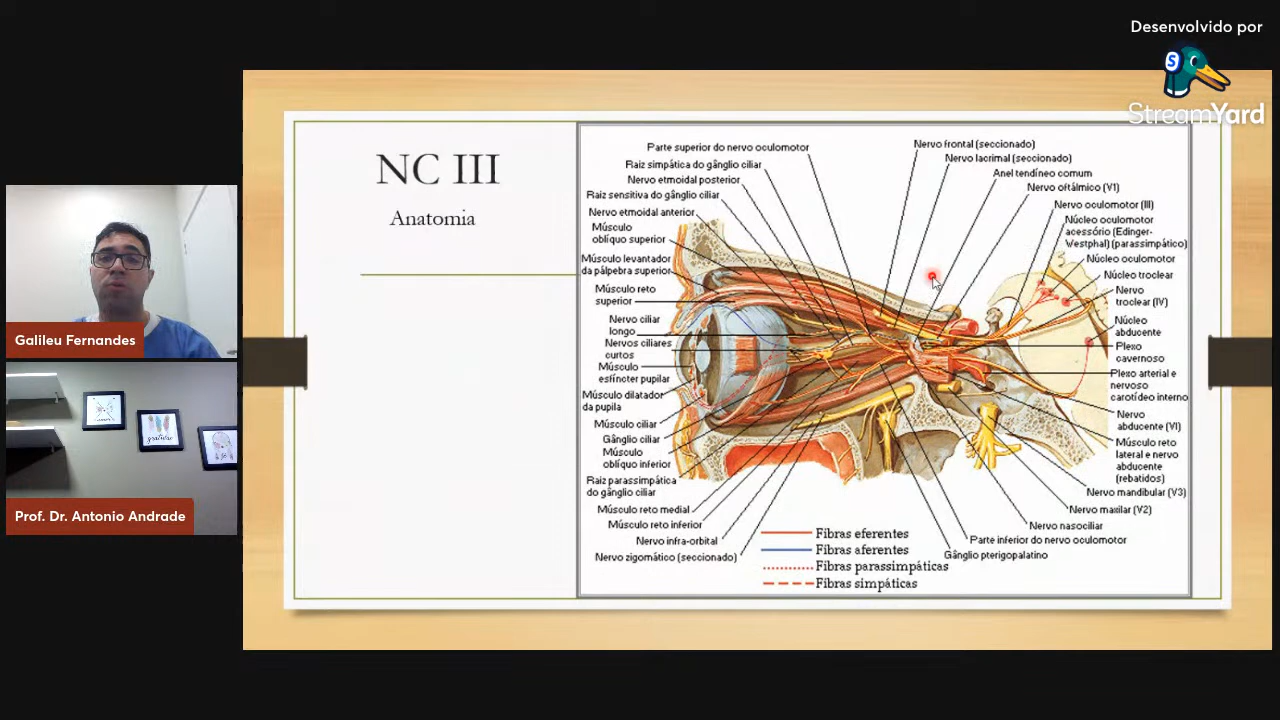 Desenvolvido por
StreamYard
NC III
Anatomia
Parte superior do nervo oculomotor
Raiz simpática do gânglio ciliar
Nervo etmoidal posterior
Raiz sensitiva do gânglio ciliar
Nervo etmoidal anterior
Músculo
oblíquo superior
Músculo levantador
da pálpebra superior
Músculo reto
superior
Nervo ciliar
longo
Nervos ciliares
curtos
Músculo
esfíncter pupilar
Músculo dilatador
da pupila
Músculo ciliar
Gânglio ciliar
Músculo
oblíquo inferior
Raiz parassimpática
do gânglio ciliar
Músculo reto medial
Músculo reto inferior
Nervo infra-orbital
Nervo zigomático (seccionado)
Nervo frontal (seccionado)
Nervo lacrimal (seccionado)
Anel tendíneo comum
Nervo oftálmico (V1)
Nervo oculomotor (III)
Núcleo oculomotor
acessório (Edinger-
Westphal) (parassimpático)
Núcleo oculomotor
Núcleo troclear
Nervo
troclear (IV)
Núcleo
abducente
Plexo
cavernoso
Plexo arterial e
nervoso
carotídeo interno
Nervo
abducente (VI)
Músculo reto
lateral e nervo
abducente
(rebatidos)
Nervo mandibular (V3)
Nervo maxilar (V2)
Nervo nasociliar
Parte inferior do nervo oculomotor
Gânglio pterigopalatino
Fibras eferentes
Fibras aferentes
Fibras parassimpáticas
Fibras simpáticas
Galileu Fernandes
gratidão
Prof. Dr. Antonio Andrade